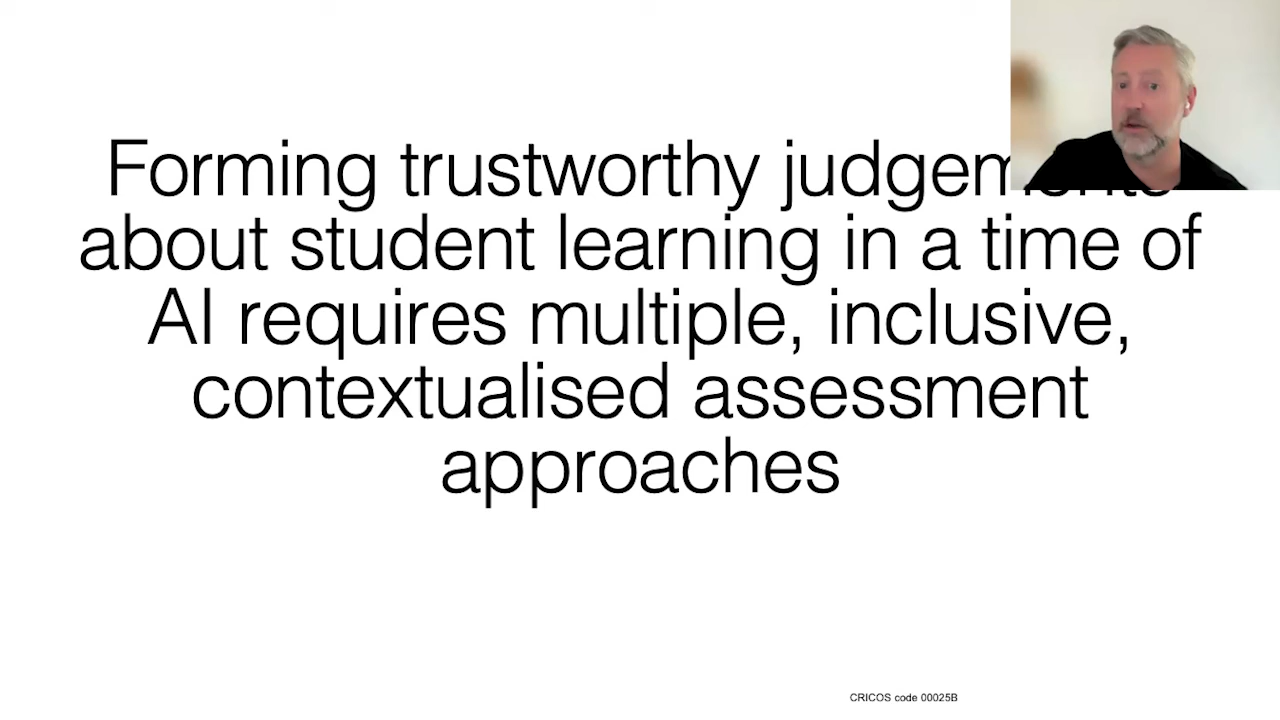 Forming trustworthy
about student learning in a time of
AI requires multiple, inclusive,
contextualised assessment
approaches
CRICOS code 00025B